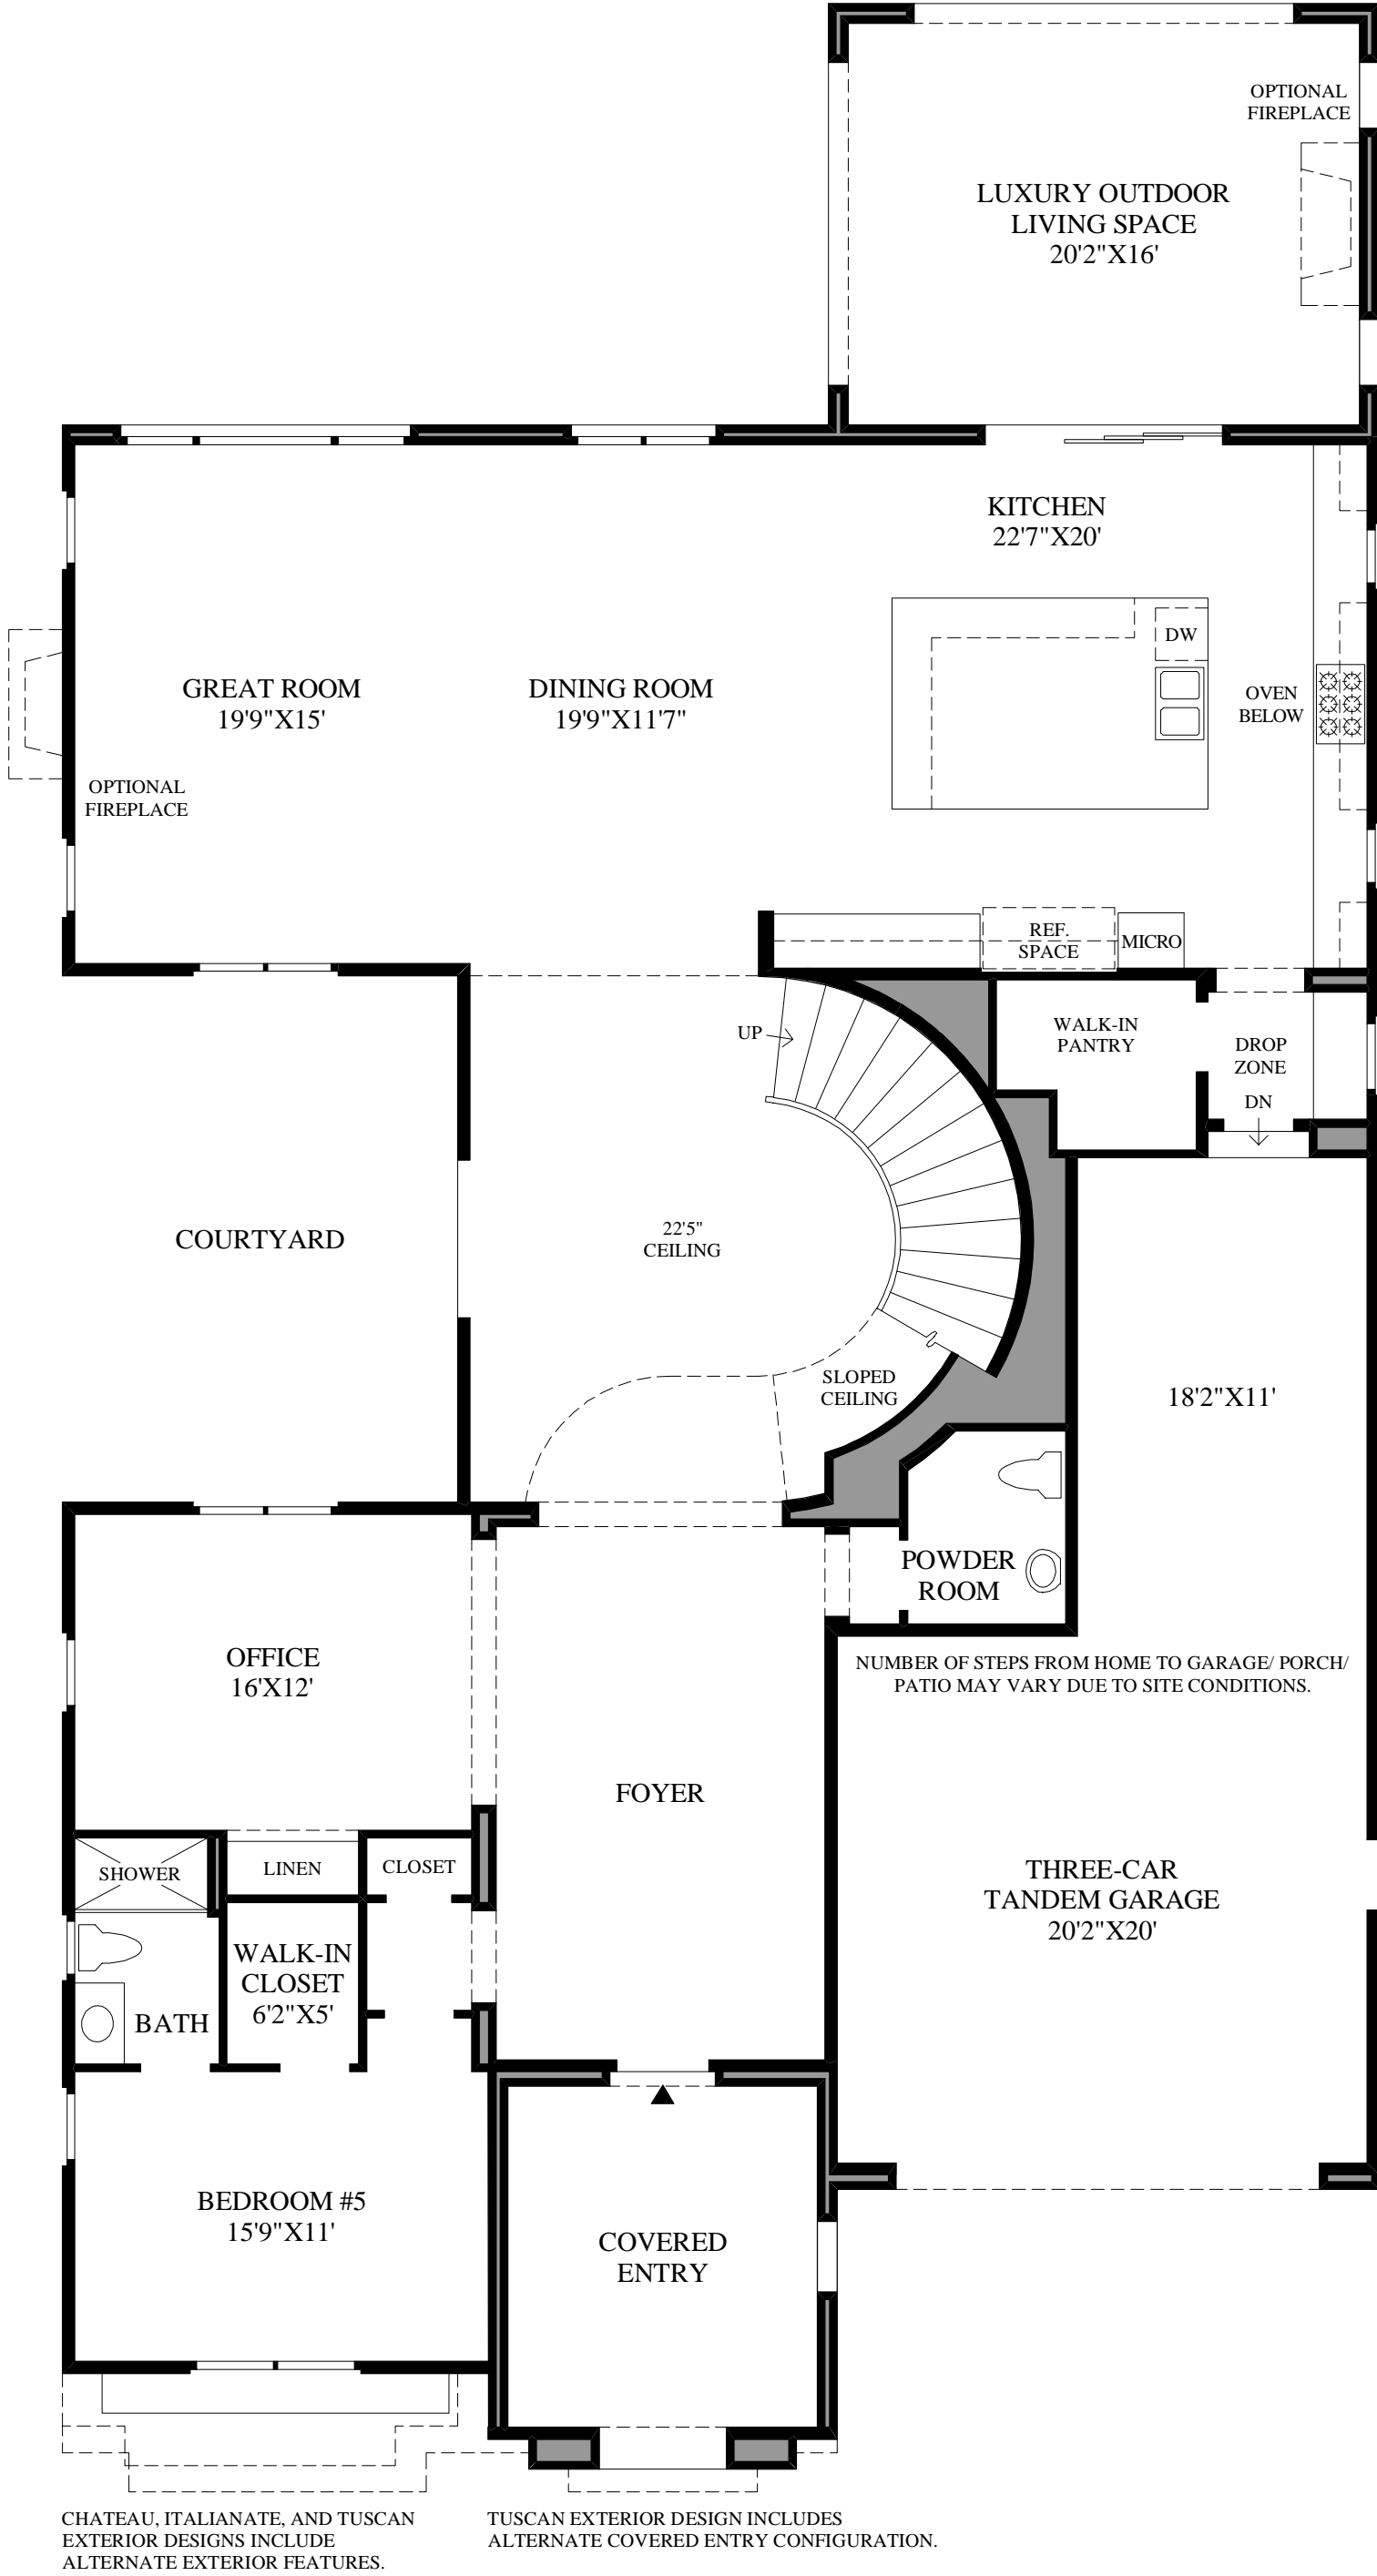 OPTIONAL
FIREPLACE
LUXURY OUTDOOR
LIVING SPACE
20'2"X16'
KITCHEN
22'7"X20'
DW
GREAT ROOM
19'9"X15'
DINING ROOM
19'9"X11'7"
OVEN
BELOW
OPTIONAL
FIREPLACE
REF.
SPACE
MICRO
UP
WALK-IN
PANTRY
DROP
ZONE
DN
COURTYARD
22'5"
CEILING
SLOPED
CEILING
18'2"X11'
POWDER
ROOM
OFFICE
16'X12'
NUMBER OF STEPS FROM HOME TO GARAGE/ PORCH/
PATIO MAY VARY DUE TO SITE CONDITIONS.
FOYER
SHOWER
LINEN
CLOSET
THREE-CAR
TANDEM GARAGE
20'2"X20'
WALK-IN
CLOSET
6'2"X5'
BATH
BEDROOM #5
15'9"X11'
COVERED
ENTRY
CHATEAU, ITALIANATE, AND TUSCAN
EXTERIOR DESIGNS INCLUDE
ALTERNATE EXTERIOR FEATURES.
TUSCAN EXTERIOR DESIGN INCLUDES
ALTERNATE COVERED ENTRY CONFIGURATION.